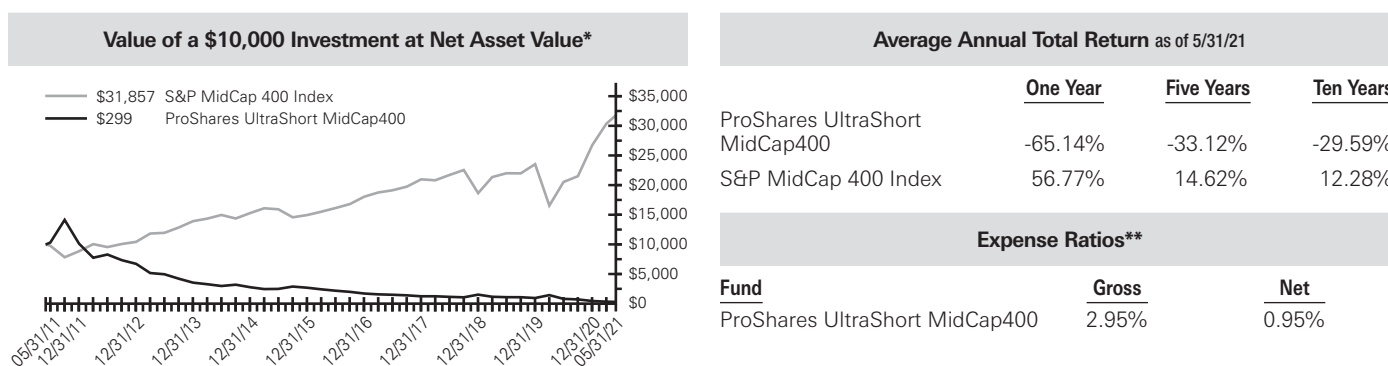 Value of a $10,000 Investment at Net Asset Value*
$31,857 S&P MidCap 400 Index
$299 ProShares UltraShort MidCap400
$35,000
$30,000
$25,000
$20,000
$15,000
$10,000
$5,000
$0
05/31/11
12/31/11
12/31/12
12/31/13
12/31/14
12/31/15
12/31/16
12/31/17
12/31/18
12/31/19
12/31/20
05/31/21
Average Annual Total Return as of 5/31/21
One Year Five Years Ten Years
ProShares UltraShort
MidCap400 -65.14% -33.12% -29.59%
S&P MidCap 400 Index 56.77% 14.62% 12.28%
Expense Ratios**
Fund Gross Net
ProShares UltraShort MidCap400 2.95% 0.95%